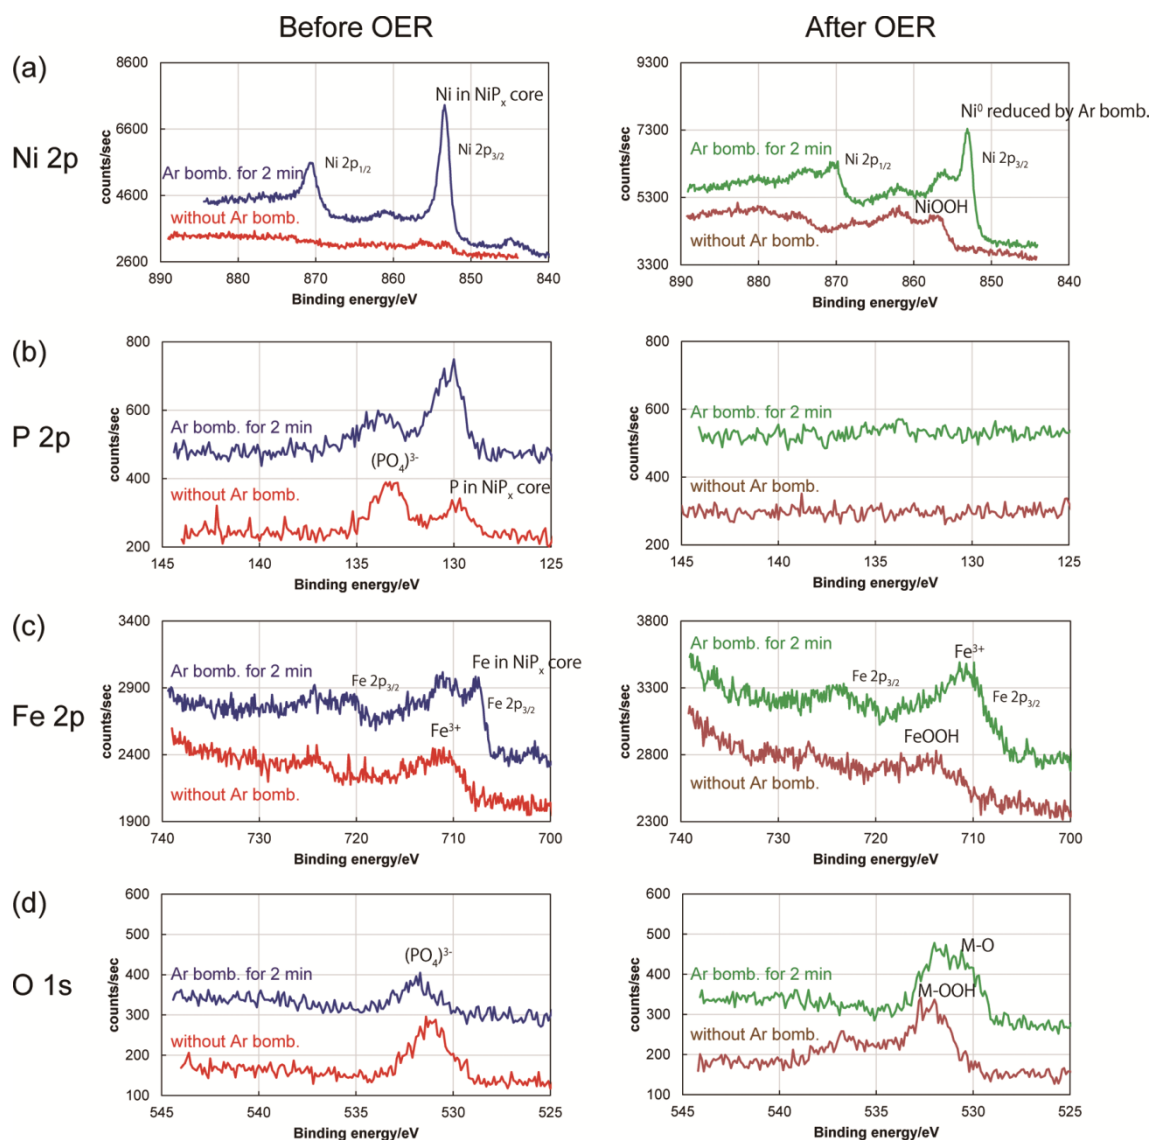 Before OER
After OER
(a)
Ni 2p
counts/sec
8600
6600
4600
2600
Ni in NiPₓ core
Ar bomb. for 2 min
Ni 2p₁/₂
Ni 2p₃/₂
without Ar bomb.
890 880 870 860 850 840
Binding energy/eV
counts/sec
9300
7300
5300
3300
Ni⁰ reduced by Ar bomb.
Ar bomb. for 2 min
Ni 2p₁/₂
Ni 2p₃/₂
NiOOH
without Ar bomb.
890 880 870 860 850 840
Binding energy/eV
(b)
P 2p
counts/sec
800
600
400
200
Ar bomb. for 2 min
(PO₄)³⁻
P in NiPₓ core
without Ar bomb.
145 140 135 130 125
Binding energy/eV
counts/sec
800
600
400
200
Ar bomb. for 2 min
without Ar bomb.
145 140 135 130 125
Binding energy/eV
(c)
Fe 2p
counts/sec
3400
2900
2400
1900
Ar bomb. for 2 min
Fe in NiPₓ core
Fe 2p₃/₂
Fe 2p₃/₂
Fe³⁺
without Ar bomb.
740 730 720 710 700
Binding energy/eV
counts/sec
3800
3300
2800
2300
Ar bomb. for 2 min
Fe³⁺
Fe 2p₃/₂
Fe 2p₃/₂
FeOOH
without Ar bomb.
740 730 720 710 700
Binding energy/eV
(d)
O 1s
counts/sec
600
500
400
300
200
100
(PO₄)³⁻
Ar bomb. for 2 min
without Ar bomb.
545 540 535 530 525
Binding energy/eV
counts/sec
600
500
400
300
200
100
M-O
Ar bomb. for 2 min
M-OOH
without Ar bomb.
545 540 535 530 525
Binding energy/eV